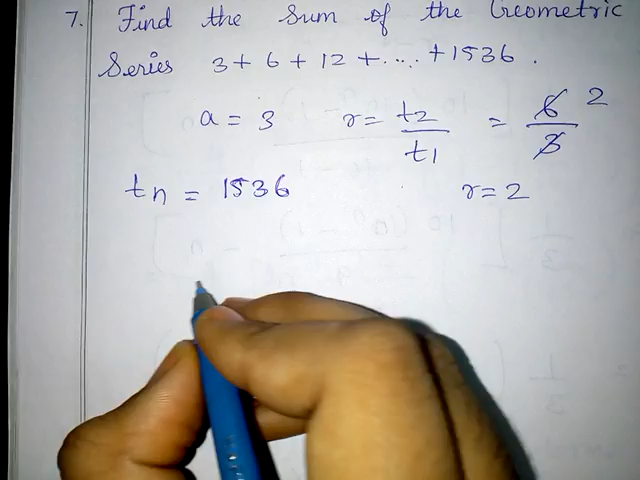 7. Find the Sum of the Geometric
Series 3 + 6 + 12 + .... + 1536 .
a = 3 r = t2/t1 = 6/3 2
tn = 1536 r = 2